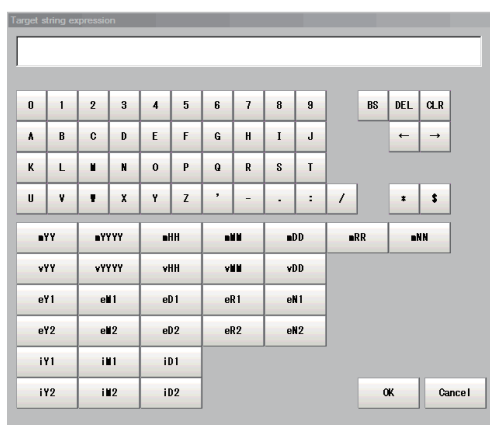 Target string expression
0 1 2 3 4 5 6 7 8 9 BS DEL CLR
A B C D E F G H I J ← →
K L M N O P Q R S T
U V W X Y Z ’ - . : / * $
mYY mYYYY mHH mMM mDD mRR mNN
vYY vYYYY vHH vMM vDD
eY1 eM1 eD1 eR1 eN1
eY2 eM2 eD2 eR2 eN2
iY1 iM1 iD1
iY2 iM2 iD2 OK Cancel